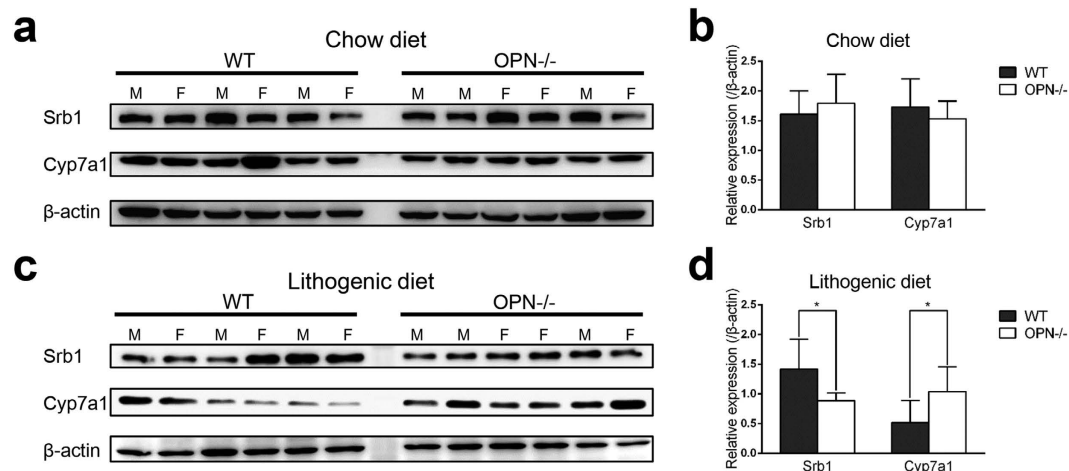 a
Chow diet
WT OPN-/-
M F M F M F M M F F M F
Srb1
Cyp7a1
β-actin
b
Chow diet
Relative expression (/β-actin)
2.5
2.0
1.5
1.0
0.5
0.0
Srb1 Cyp7a1
WT
OPN-/-
c
Lithogenic diet
WT OPN-/-
M F M F M F M M F F M F
Srb1
Cyp7a1
β-actin
d
Lithogenic diet
Relative expression (/β-actin)
2.5
2.0
1.5
1.0
0.5
0.0
* *
Srb1 Cyp7a1
WT
OPN-/-